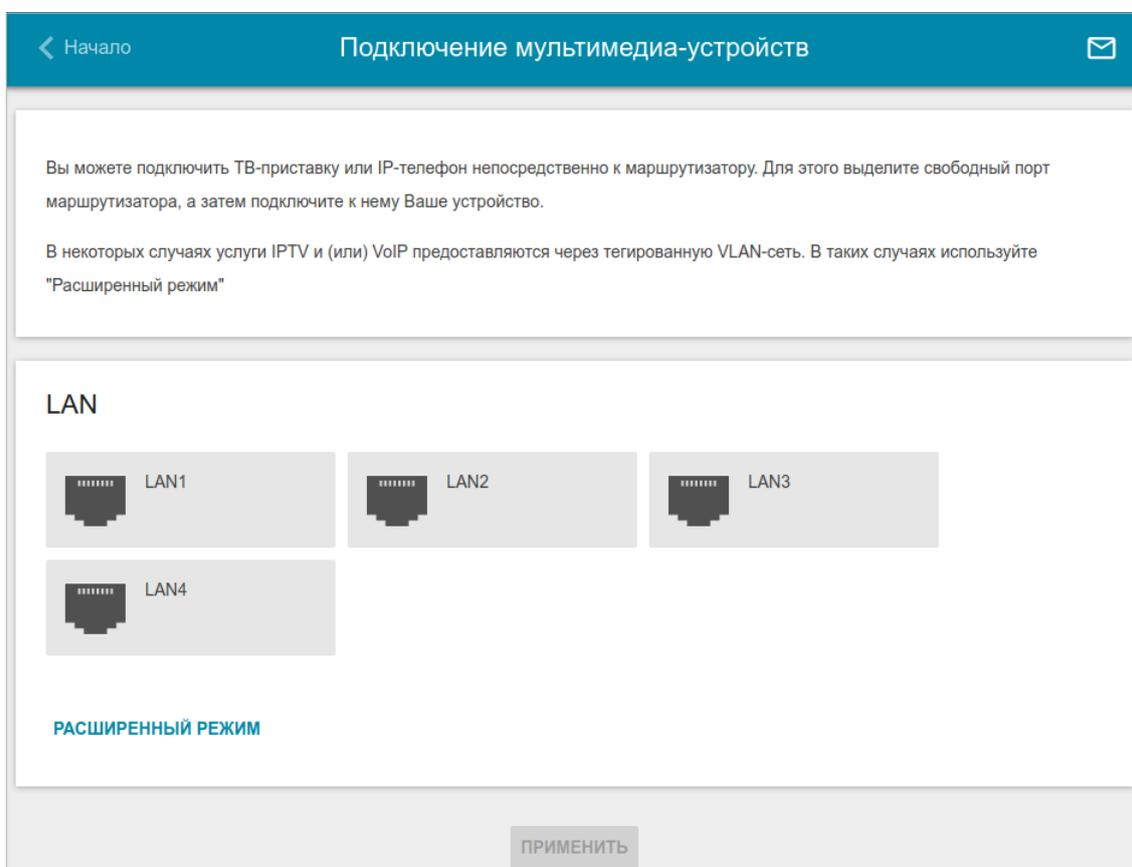 Начало
Подключение мультимедиа-устройств
Вы можете подключить ТВ-приставку или IP-телефон непосредственно к маршрутизатору. Для этого выделите свободный порт
маршрутизатора, а затем подключите к нему Ваше устройство.
В некоторых случаях услуги IPTV и (или) VoIP предоставляются через тегированную VLAN-сеть. В таких случаях используйте
"Расширенный режим"
LAN
LAN1
LAN2
LAN3
LAN4
РАСШИРЕННЫЙ РЕЖИМ
ПРИМЕНИТЬ